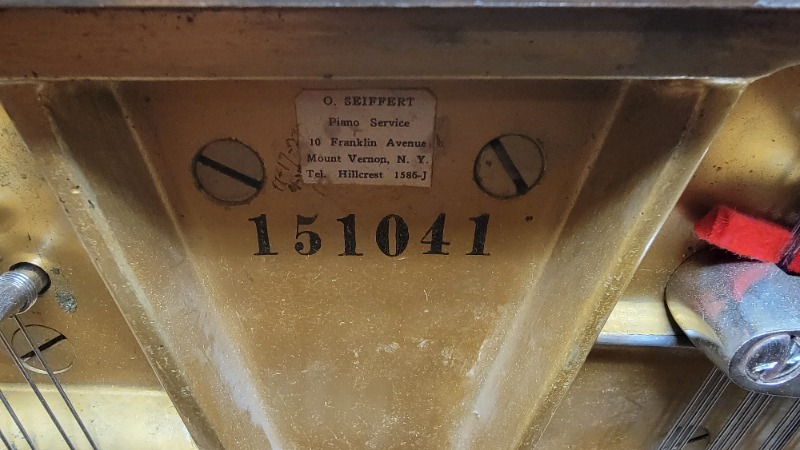 O. SEIFFERT
Piano Service
10 Franklin Avenue
Mount Vernon, N. Y.
Tel. Hillcrest 1586-J
151041